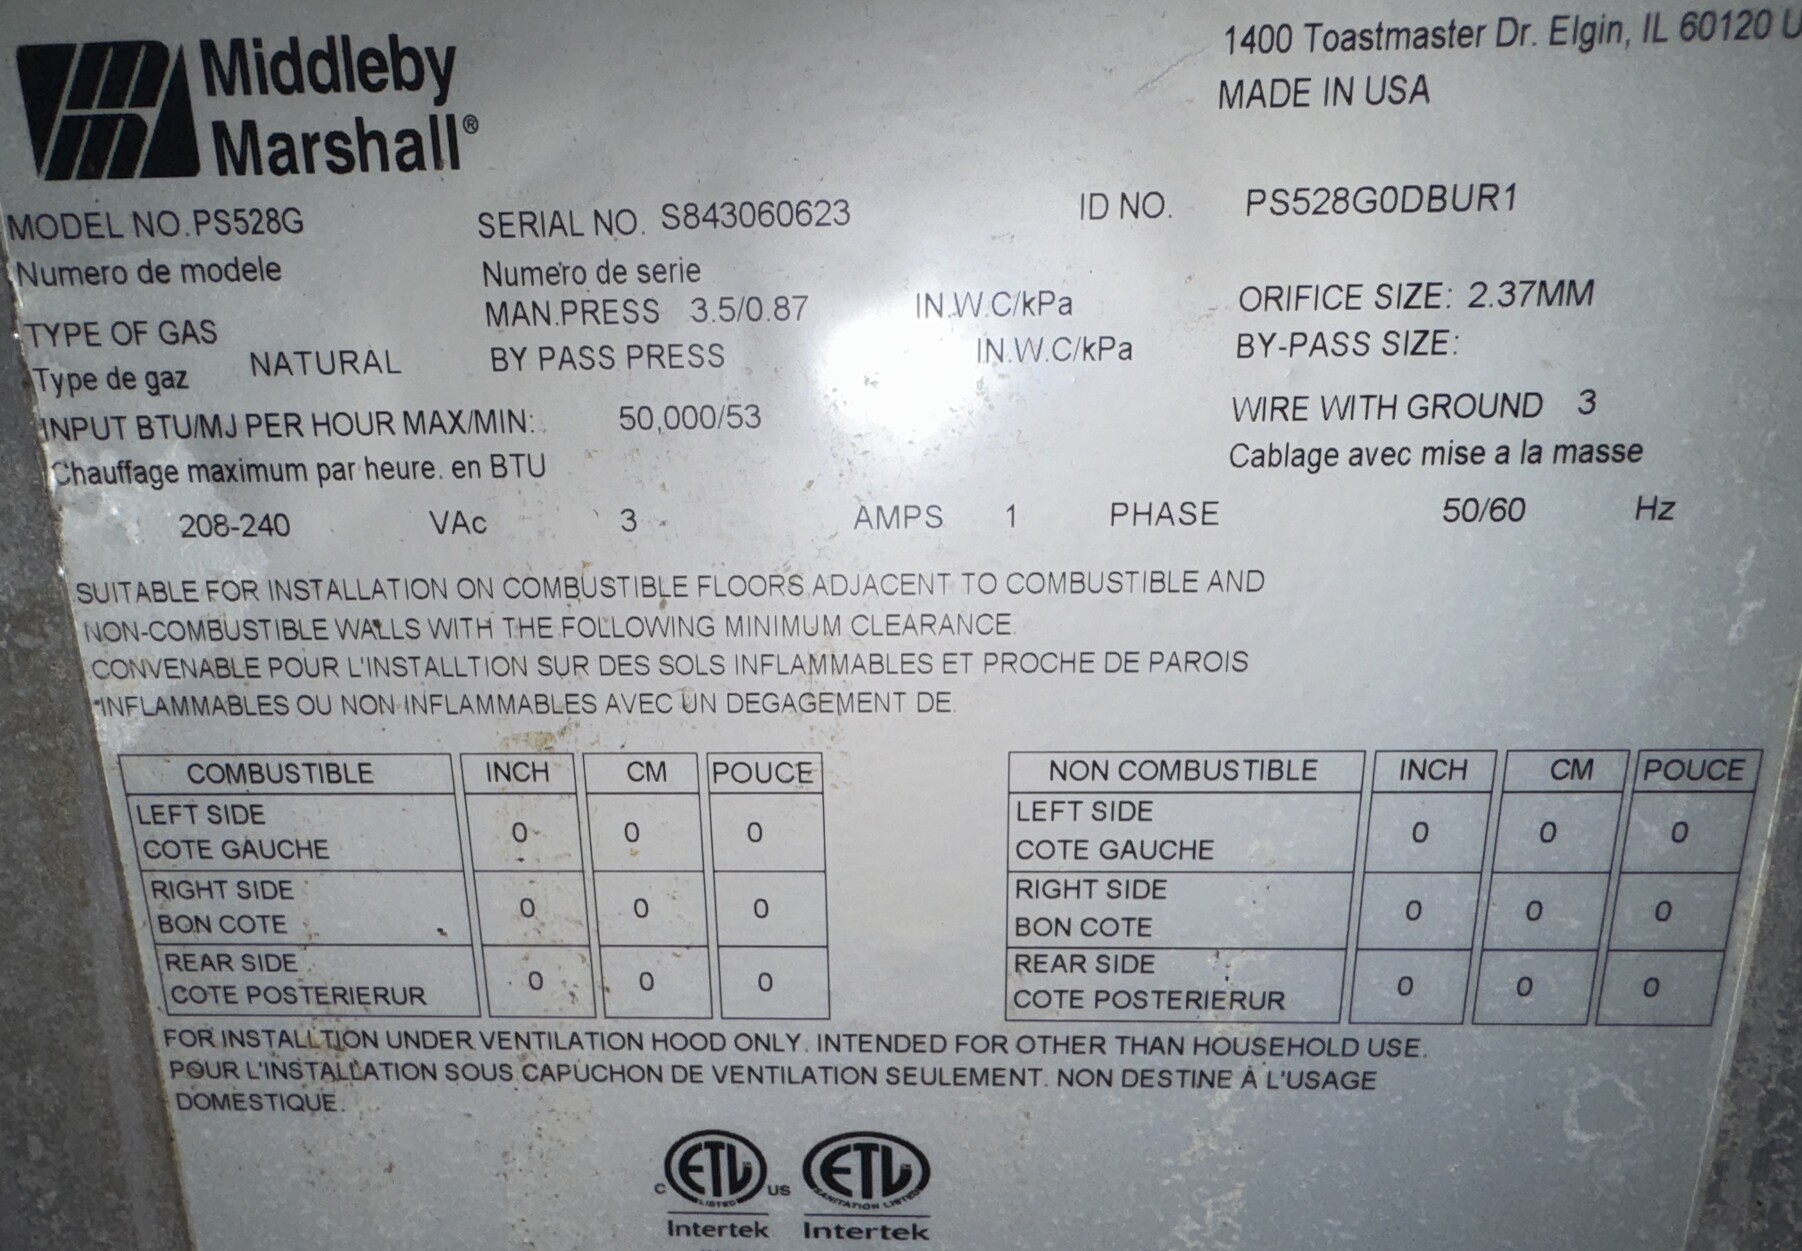 Middleby
Marshall®
1400 Toastmaster Dr. Elgin, IL 60120
MADE IN USA
MODEL NO. PS528G SERIAL NO. S843060623 ID NO. PS528G0DBUR1
Numero de modele Numero de serie
MAN.PRESS 3.5/0.87 IN.W.C/kPa ORIFICE SIZE: 2.37MM
TYPE OF GAS
NATURAL BY PASS PRESS IN.W.C/kPa BY-PASS SIZE:
Type de gaz
INPUT BTU/MJ PER HOUR MAX/MIN: 50,000/53 WIRE WITH GROUND 3
Chauffage maximum par heure. en BTU Cablage avec mise a la masse
208-240 VAc 3 AMPS 1 PHASE 50/60 Hz
SUITABLE FOR INSTALLATION ON COMBUSTIBLE FLOORS ADJACENT TO COMBUSTIBLE AND
NON-COMBUSTIBLE WALLS WITH THE FOLLOWING MINIMUM CLEARANCE.
CONVENABLE POUR L'INSTALLTION SUR DES SOLS INFLAMMABLES ET PROCHE DE PAROIS
INFLAMMABLES OU NON INFLAMMABLES AVEC UN DEGAGEMENT DE.
COMBUSTIBLE INCH CM POUCE
LEFT SIDE
COTE GAUCHE 0 0 0
RIGHT SIDE
BON COTE 0 0 0
REAR SIDE
COTE POSTERIERUR 0 0 0
NON COMBUSTIBLE INCH CM POUCE
LEFT SIDE
COTE GAUCHE 0 0 0
RIGHT SIDE
BON COTE 0 0 0
REAR SIDE
COTE POSTERIERUR 0 0 0
FOR INSTALLTION UNDER VENTILATION HOOD ONLY. INTENDED FOR OTHER THAN HOUSEHOLD USE.
POUR L'INSTALLATION SOUS CAPUCHON DE VENTILATION SEULEMENT. NON DESTINE À L'USAGE
DOMESTIQUE.
C ETL US LISTED
Intertek
ETL SANITATION LISTED
Intertek